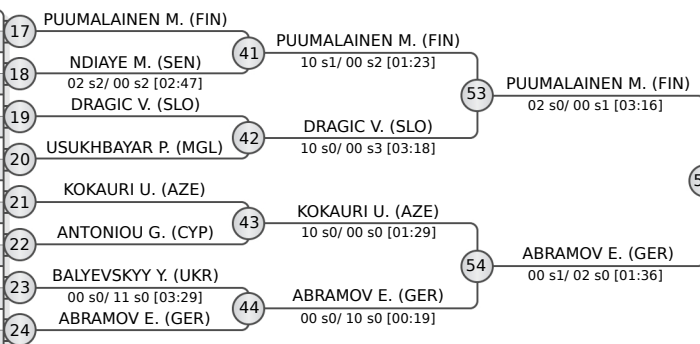 17
PUUMALAINEN M. (FIN)
18
NDIAYE M. (SEN)
02 s2/ 00 s2 [02:47]
19
DRAGIC V. (SLO)
20
USUKHBAYAR P. (MGL)
21
KOKAURI U. (AZE)
22
ANTONIOU G. (CYP)
23
BALYEVSKYY Y. (UKR)
00 s0/ 11 s0 [03:29]
24
ABRAMOV E. (GER)
41
PUUMALAINEN M. (FIN)
10 s1/ 00 s2 [01:23]
42
DRAGIC V. (SLO)
10 s0/ 00 s3 [03:18]
43
KOKAURI U. (AZE)
10 s0/ 00 s0 [01:29]
44
ABRAMOV E. (GER)
00 s0/ 10 s0 [00:19]
53
PUUMALAINEN M. (FIN)
02 s0/ 00 s1 [03:16]
54
ABRAMOV E. (GER)
00 s1/ 02 s0 [01:36]